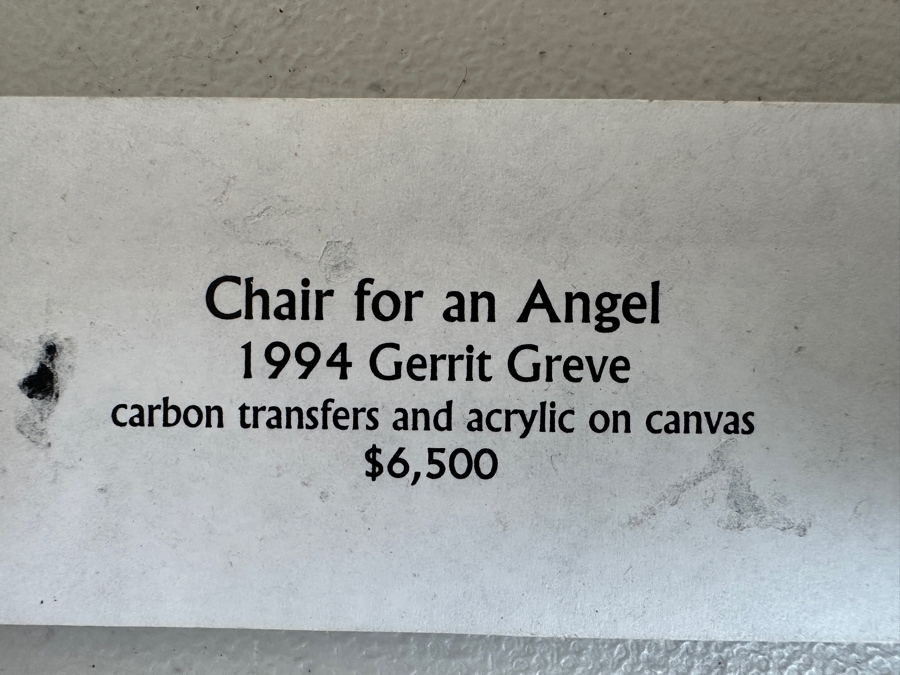 Chair for an Angel
1994 Gerrit Greve
carbon transfers and acrylic on canvas
$6,500